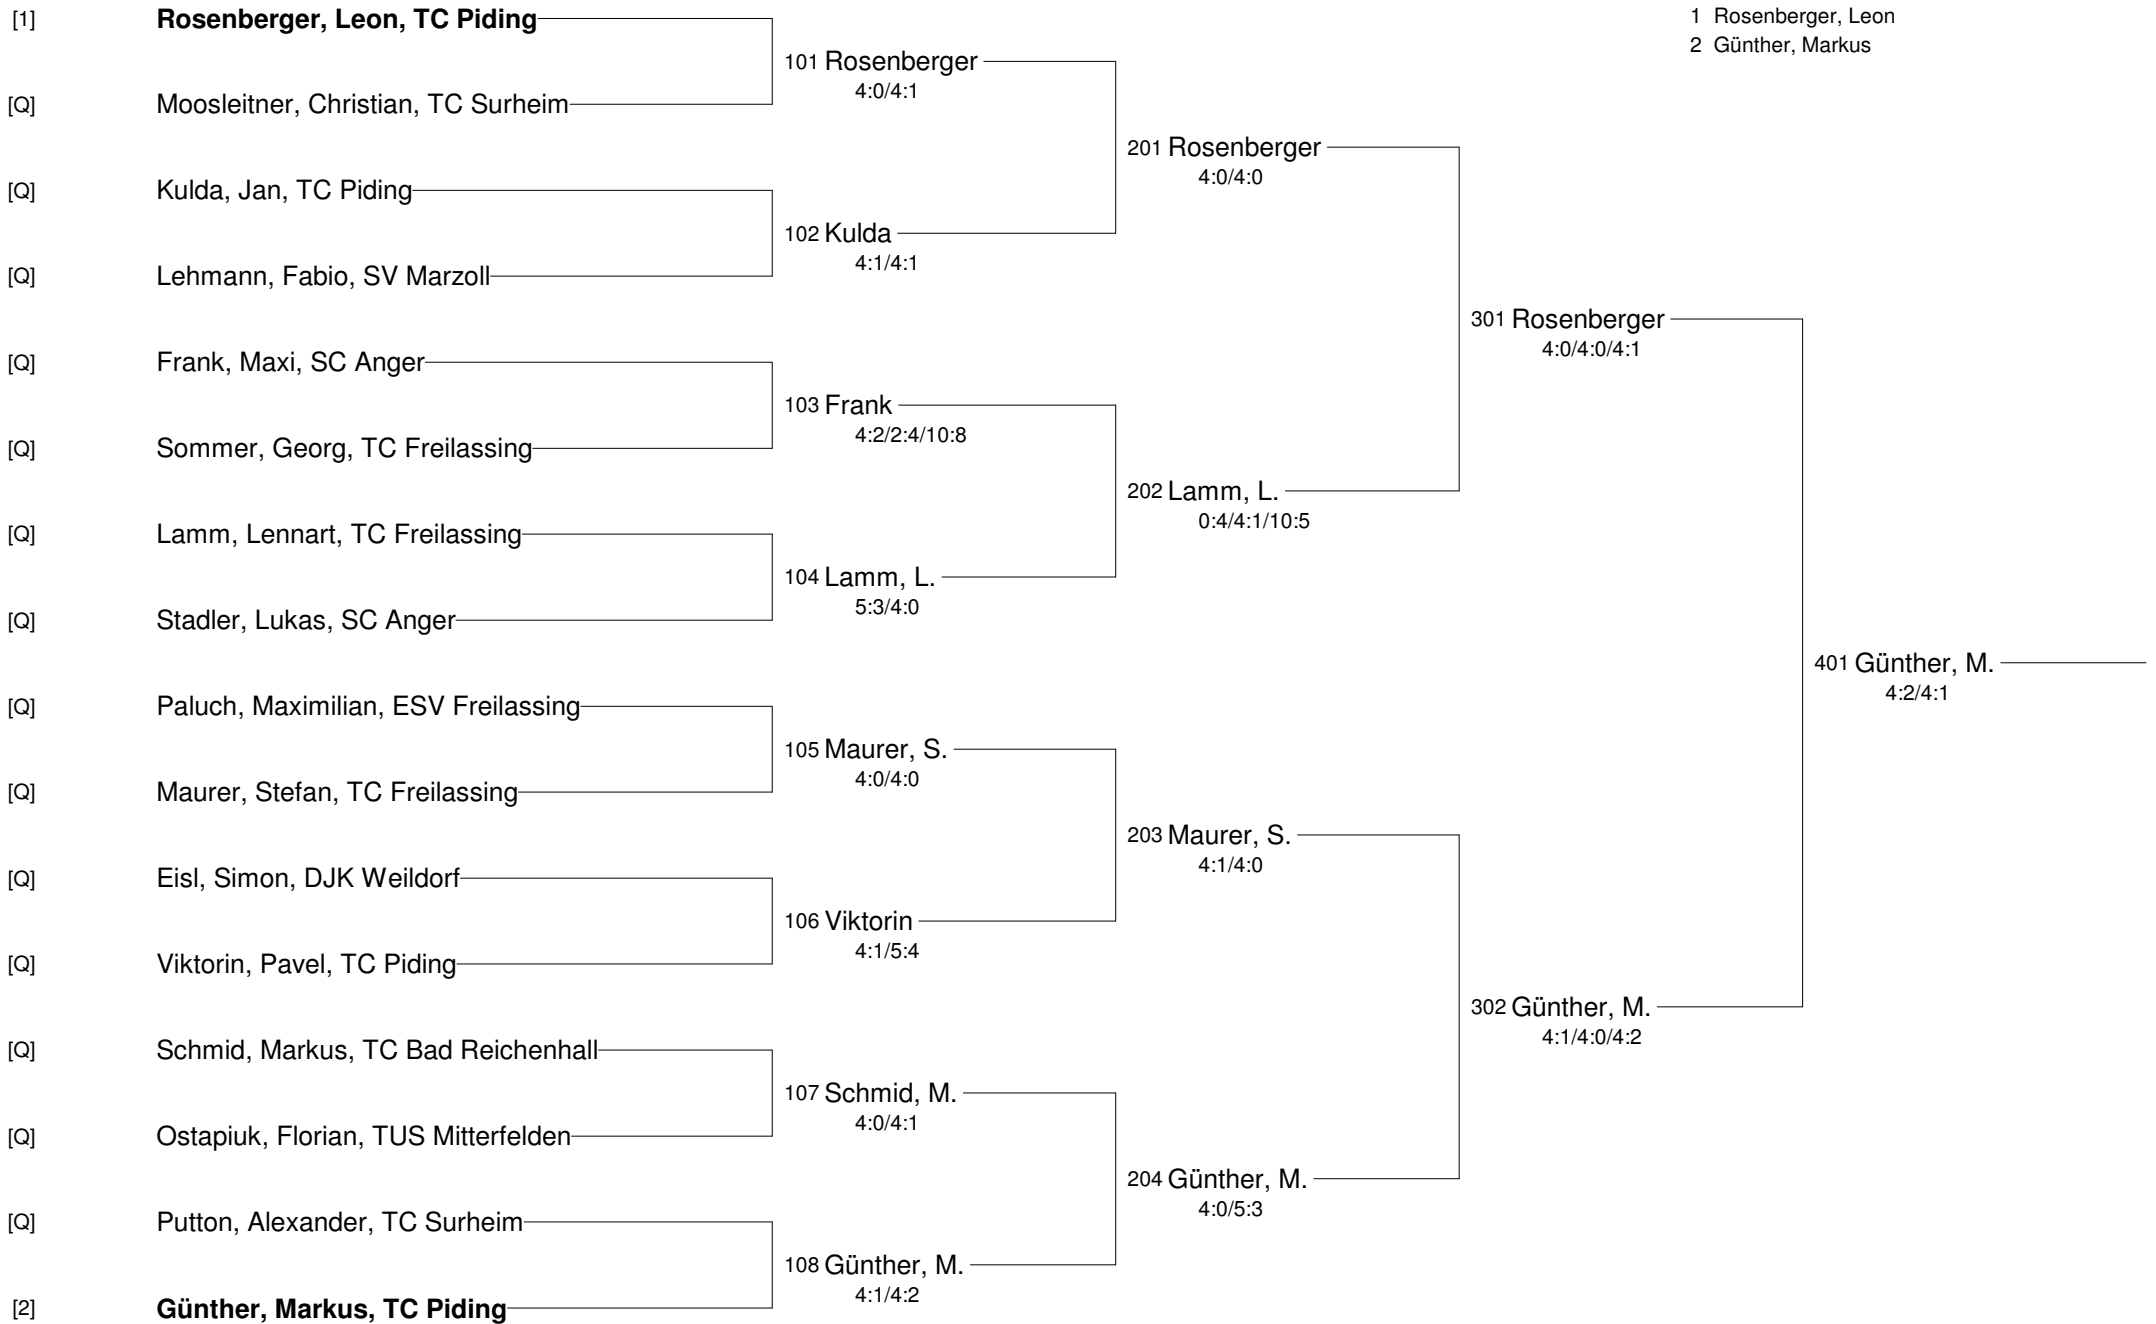 [1] Rosenberger, Leon, TC Piding
1 Rosenberger, Leon
2 Günther, Markus
101 Rosenberger
4:0/4:1
[Q] Moosleitner, Christian, TC Surheim
201 Rosenberger
4:0/4:0
[Q] Kulda, Jan, TC Piding
102 Kulda
4:1/4:1
[Q] Lehmann, Fabio, SV Marzoll
301 Rosenberger
4:0/4:0/4:1
[Q] Frank, Maxi, SC Anger
103 Frank
4:2/2:4/10:8
[Q] Sommer, Georg, TC Freilassing
202 Lamm, L.
0:4/4:1/10:5
[Q] Lamm, Lennart, TC Freilassing
104 Lamm, L.
5:3/4:0
[Q] Stadler, Lukas, SC Anger
401 Günther, M.
4:2/4:1
[Q] Paluch, Maximilian, ESV Freilassing
105 Maurer, S.
4:0/4:0
[Q] Maurer, Stefan, TC Freilassing
203 Maurer, S.
4:1/4:0
[Q] Eisl, Simon, DJK Weildorf
106 Viktorin
4:1/5:4
[Q] Viktorin, Pavel, TC Piding
302 Günther, M.
4:1/4:0/4:2
[Q] Schmid, Markus, TC Bad Reichenhall
107 Schmid, M.
4:0/4:1
[Q] Ostapiuk, Florian, TUS Mitterfelden
204 Günther, M.
4:0/5:3
[Q] Putton, Alexander, TC Surheim
108 Günther, M.
4:1/4:2
[2] Günther, Markus, TC Piding